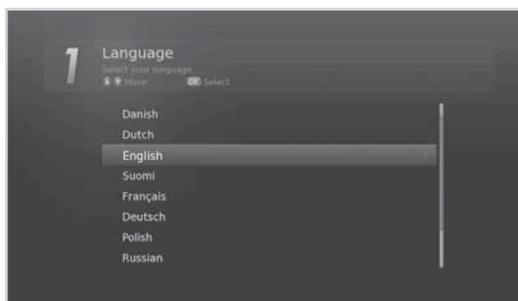 1
Language
Select your language.
Move OK Select
Danish
Dutch
English
Suomi
Français
Deutsch
Polish
Russian